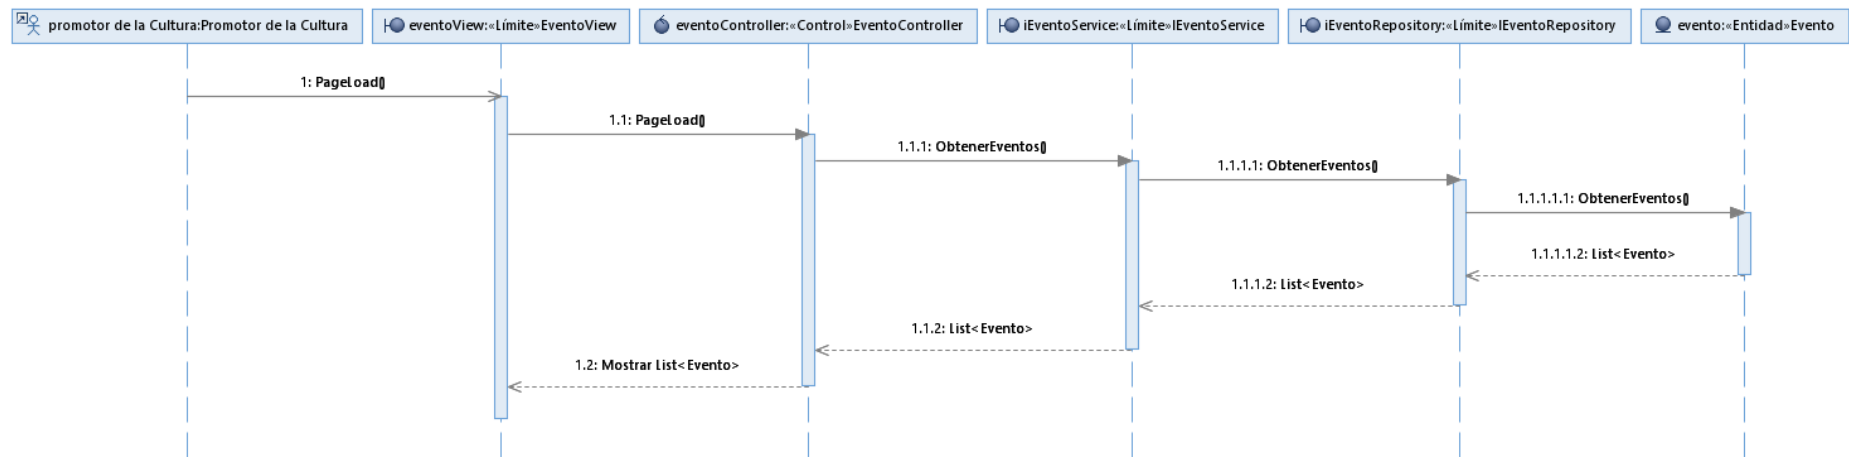 promotor de la Cultura:Promotor de la Cultura
eventoView:«Límite»EventoView
eventoController:«Control»EventoController
iEventoService:«Límite»IEventoService
iEventoRepository:«Límite»IEventoRepository
evento:«Entidad»Evento
1: PageLoad()
1.1: PageLoad()
1.1.1: ObtenerEventos()
1.1.1.1: ObtenerEventos()
1.1.1.1.1: ObtenerEventos()
1.1.1.1.2: List<Evento>
1.1.1.2: List<Evento>
1.1.2: List<Evento>
1.2: Mostrar List<Evento>